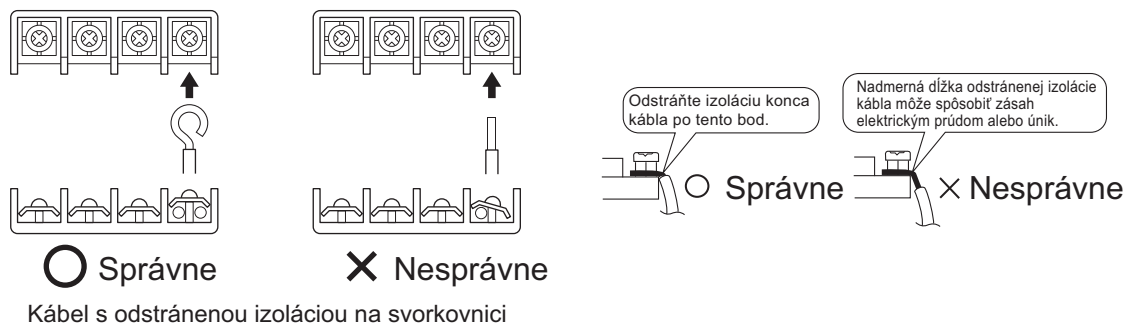 Správne
Nesprávne
Kábel s odstránenou izoláciou na svorkovnici
Odstráňte izoláciu konca
kábla po tento bod.
Správne
Nadmerná dĺžka odstránenej izolácie
kábla môže spôsobiť zásah
elektrickým prúdom alebo únik.
Nesprávne